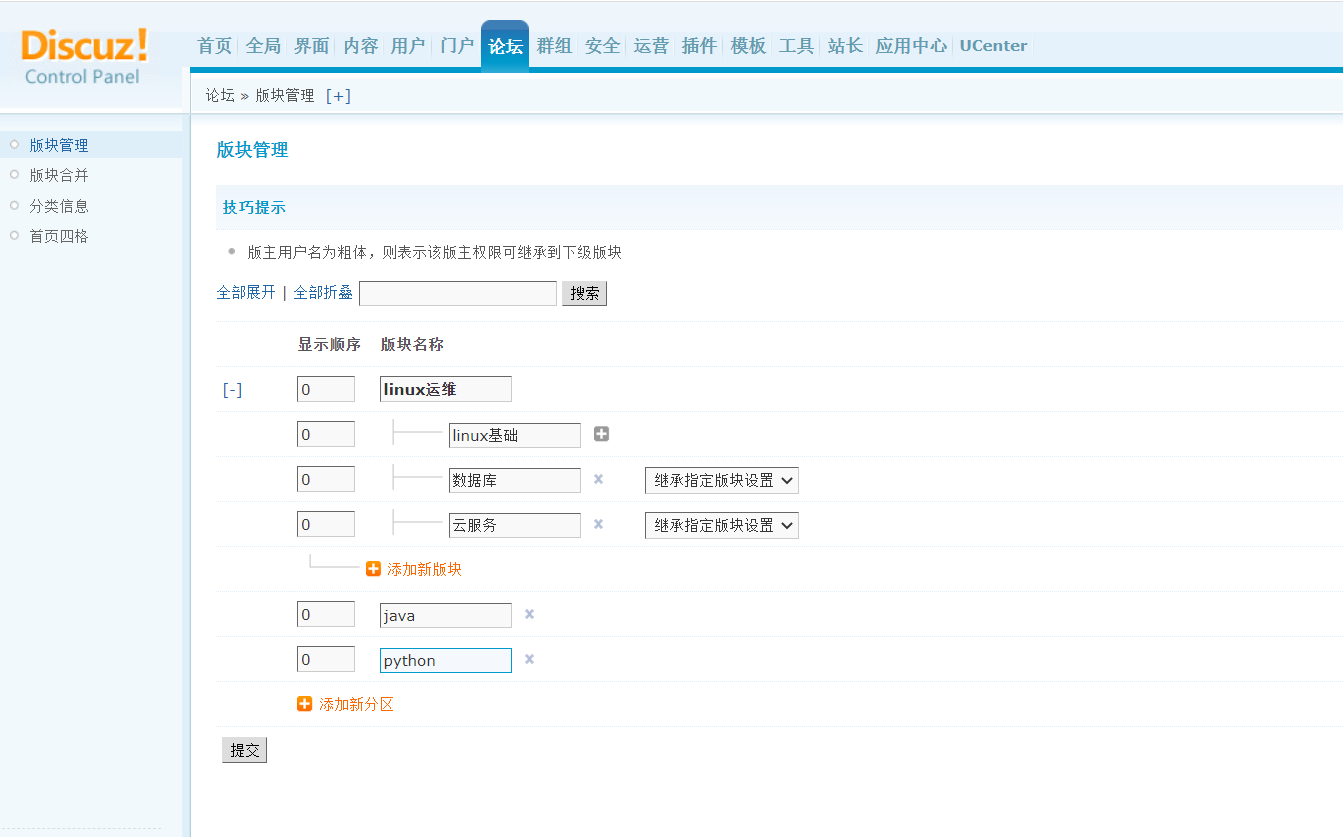 Discuz!
Control Panel
首页 全局 界面 内容 用户 门户 论坛 群组 安全 运营 插件 模板 工具 站长 应用中心 UCenter
论坛 » 版块管理 [+]
版块管理
版块合并
分类信息
首页四格
版块管理
技巧提示
版主用户名为粗体，则表示该版主权限可继承到下级版块
全部展开 | 全部折叠 搜索
显示顺序 版块名称
[-] 0 linux运维
0 linux基础
0 数据库 继承指定版块设置
0 云服务 继承指定版块设置
添加新版块
0 java
0 python
添加新分区
提交